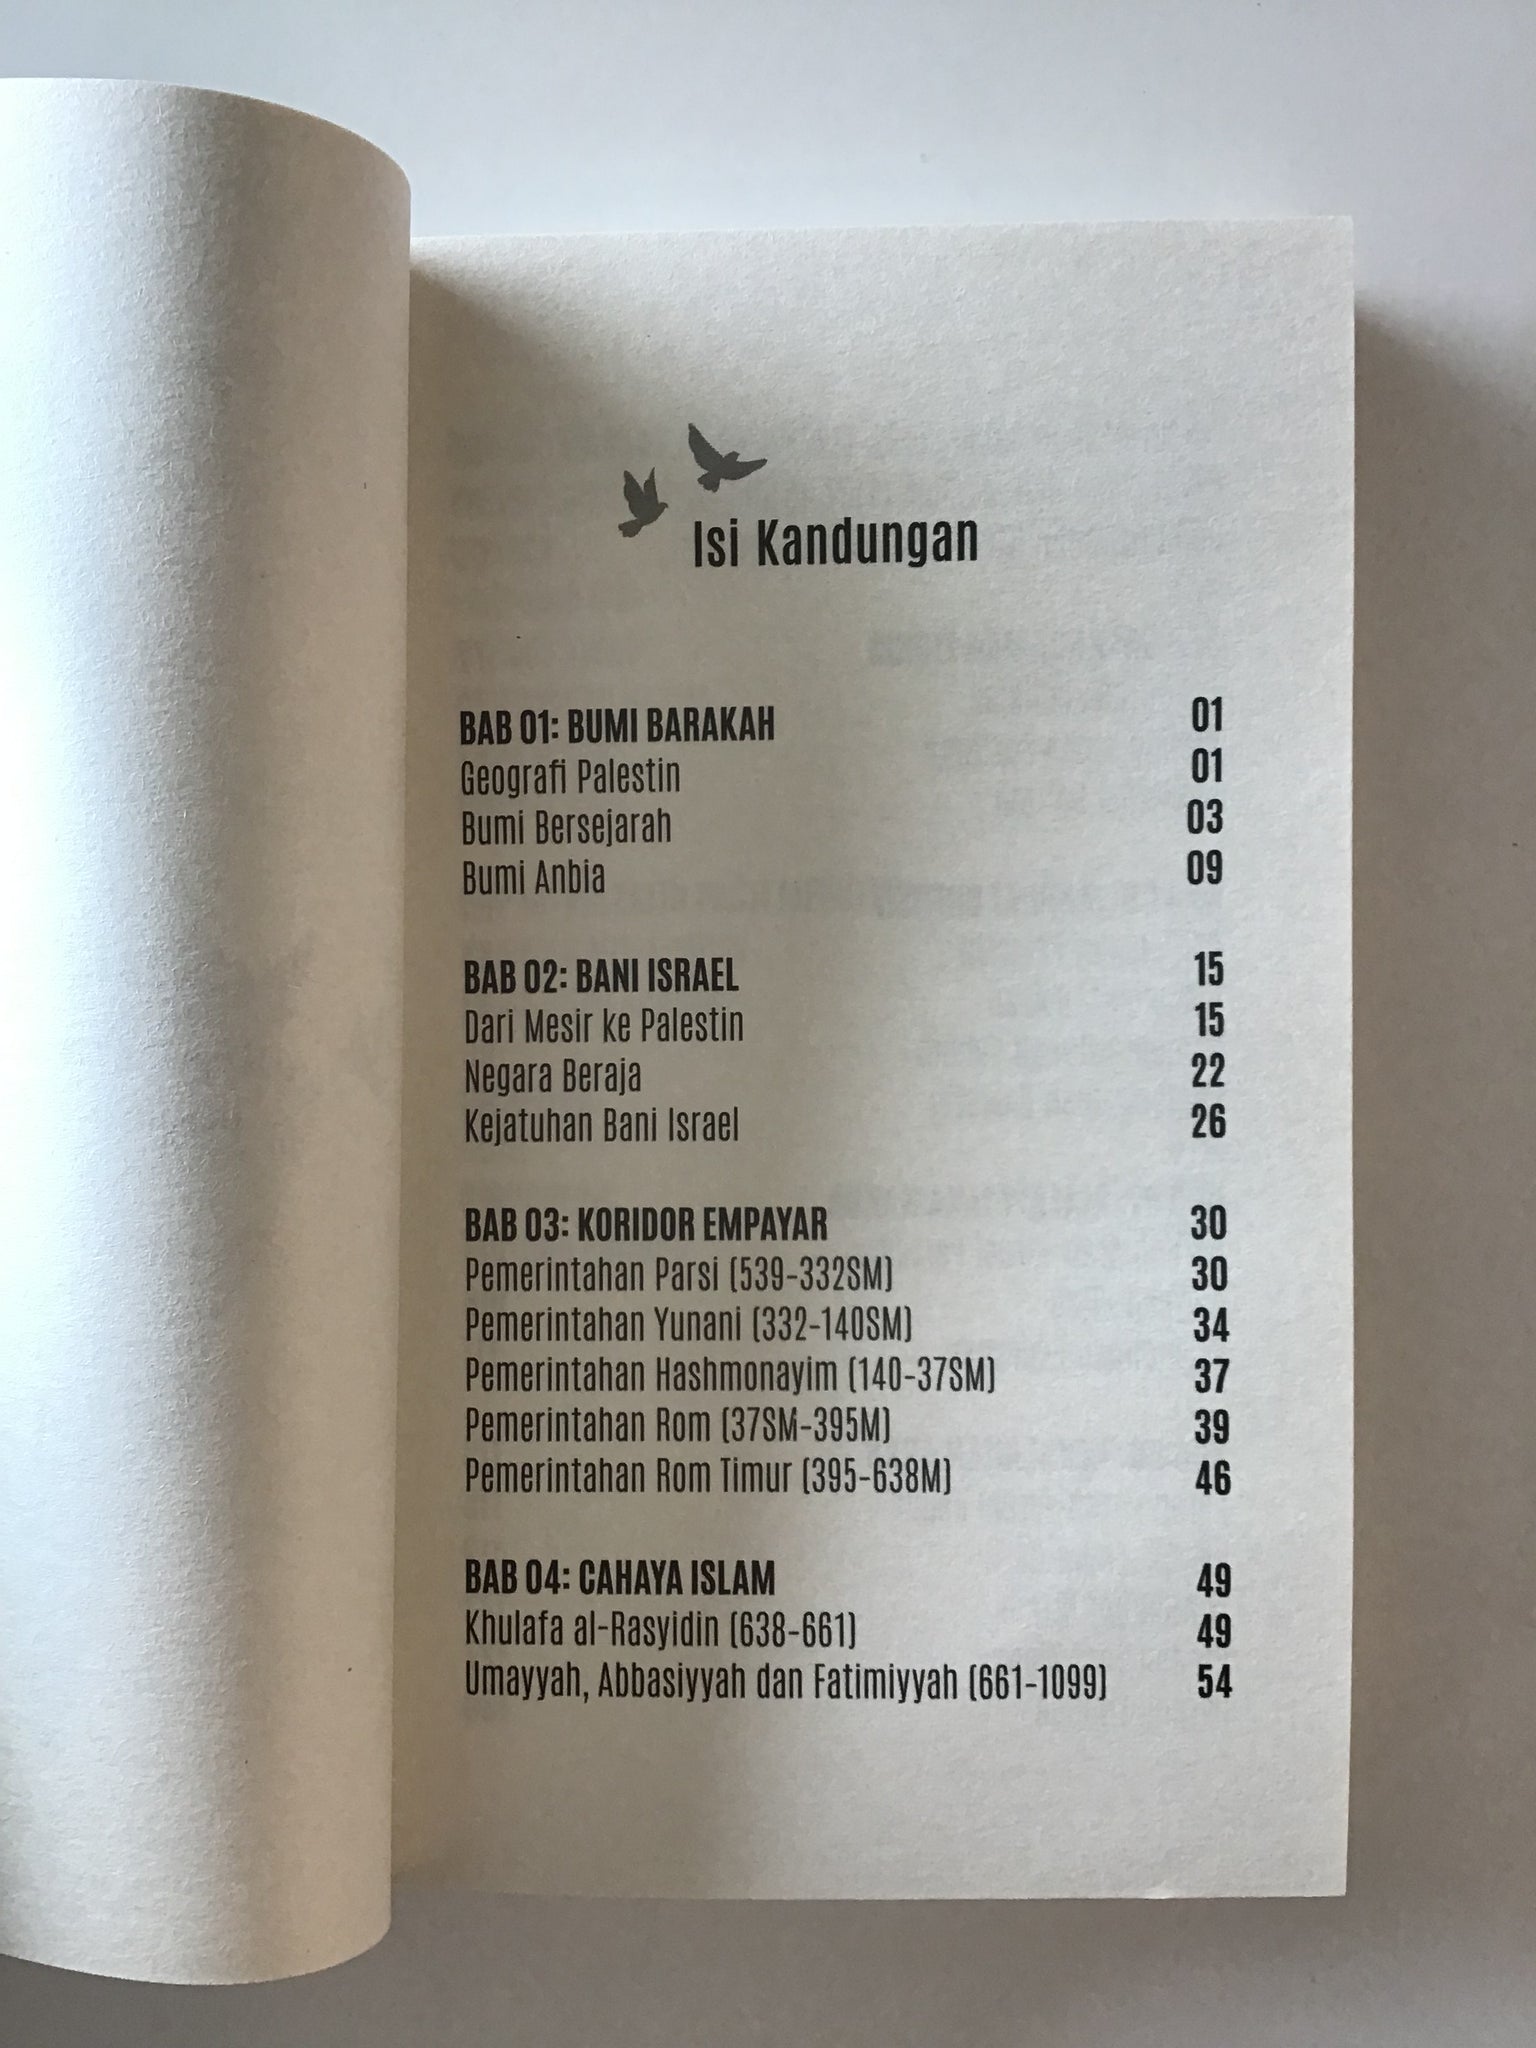 Isi Kandungan
BAB 01: BUMI BARAKAH 01
Geografi Palestin 01
Bumi Bersejarah 03
Bumi Anbia 09
BAB 02: BANI ISRAEL 15
Dari Mesir ke Palestin 15
Negara Beraja 22
Kejatuhan Bani Israel 26
BAB 03: KORIDOR EMPAYAR 30
Pemerintahan Parsi (539-332SM) 30
Pemerintahan Yunani (332-140SM) 34
Pemerintahan Hashmonayim (140-37SM) 37
Pemerintahan Rom (37SM-395M) 39
Pemerintahan Rom Timur (395-638M) 46
BAB 04: CAHAYA ISLAM 49
Khulafa al-Rasyidin (638-661) 49
Umayyah, Abbasiyyah dan Fatimiyyah (661-1099) 54